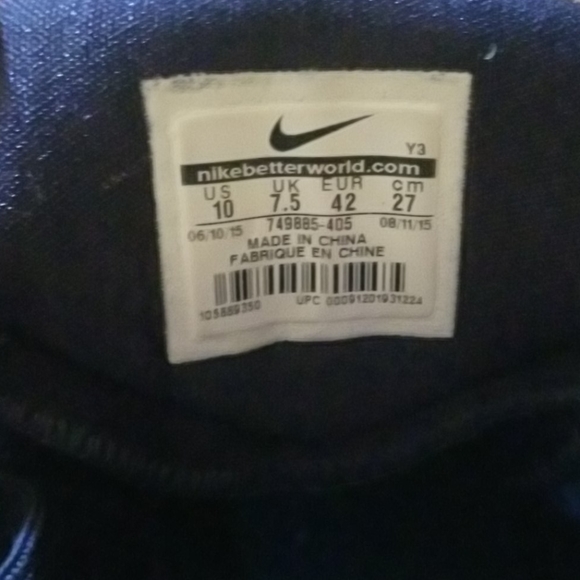 Y3
nikebetterworld.com
US UK EUR cm
10 7.5 42 27
06/10/15 749885-405 08/11/15
MADE IN CHINA
FABRIQUE EN CHINE
105889350 UPC 00091201931224